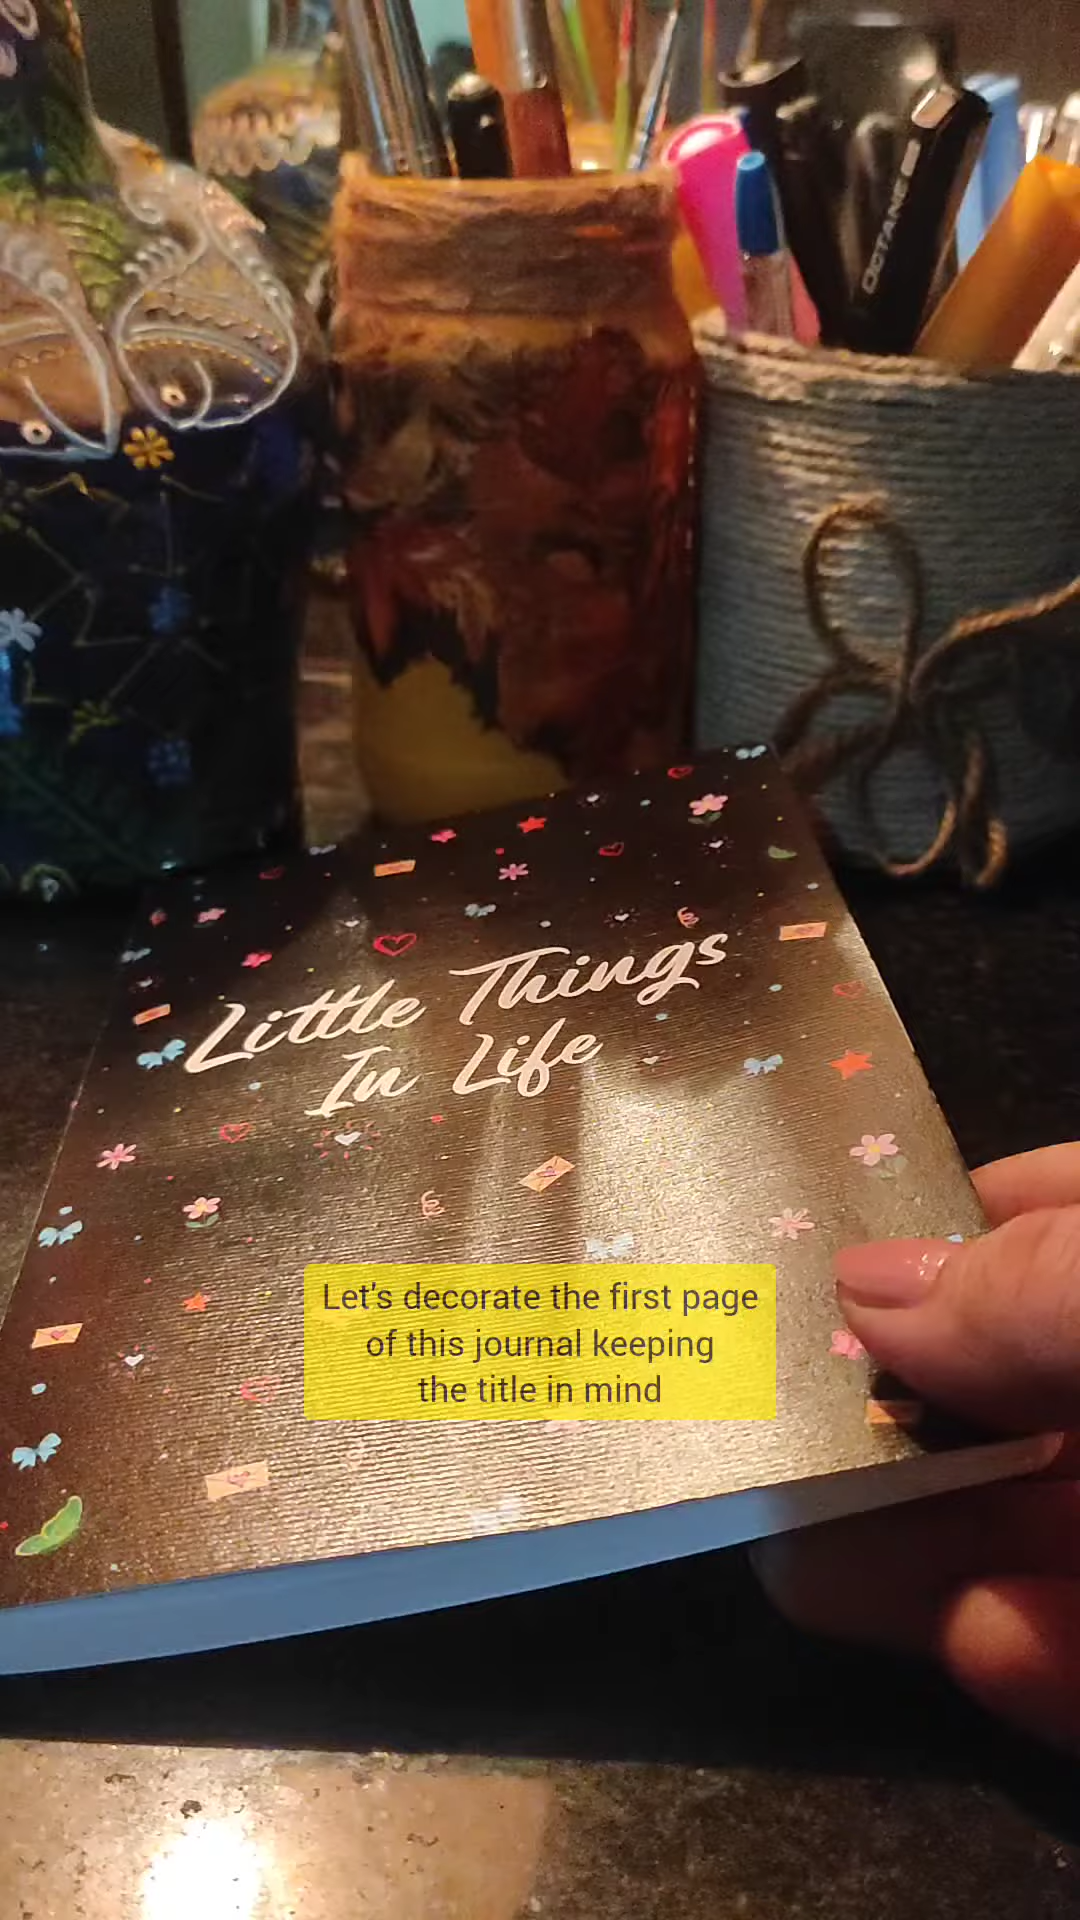 OCTANE
Little Things
In Life
Let's decorate the first page
of this journal keeping
the title in mind